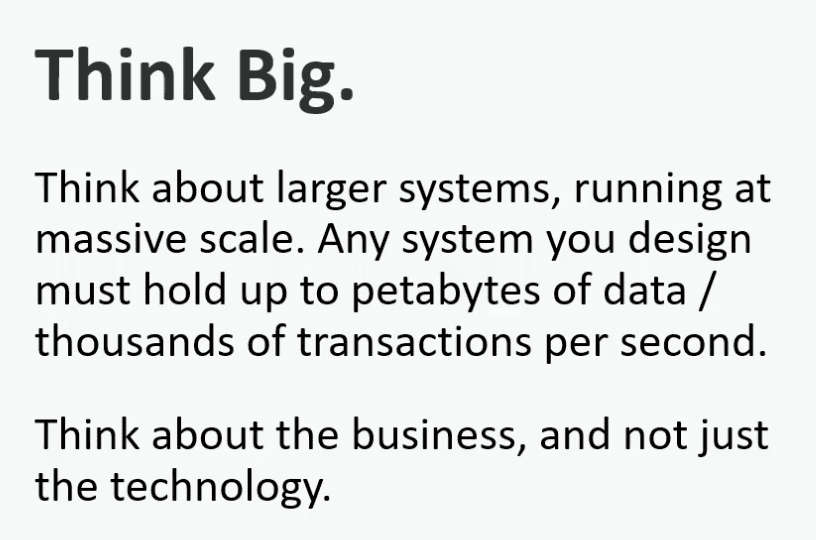 Think Big.
Think about larger systems, running at
massive scale. Any system you design
must hold up to petabytes of data /
thousands of transactions per second.
Think about the business, and not just
the technology.